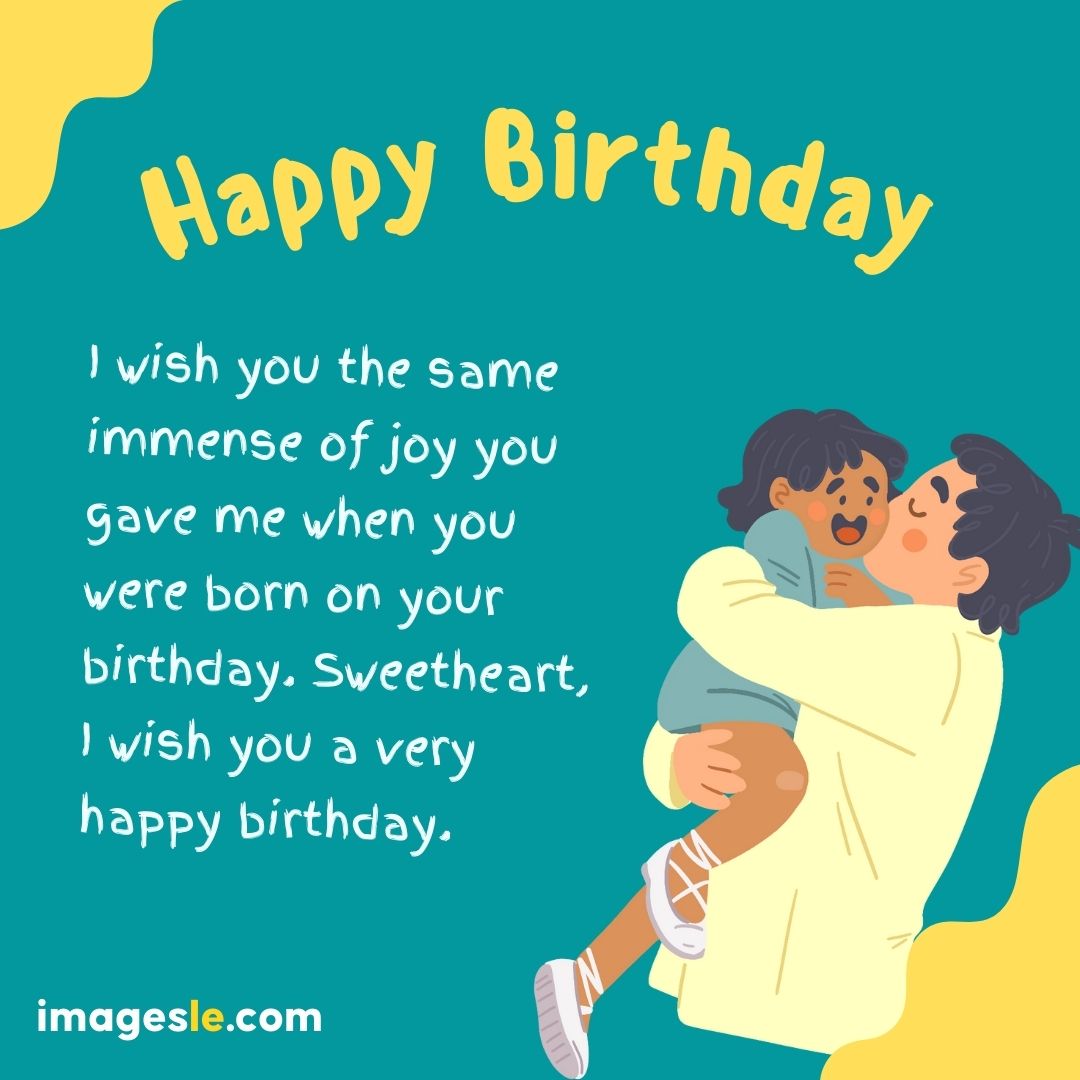 Happy Birthday
I wish you the same
immense of joy you
gave me when you
were born on your
birthday. Sweetheart,
I wish you a very
happy birthday.
imagesle.com